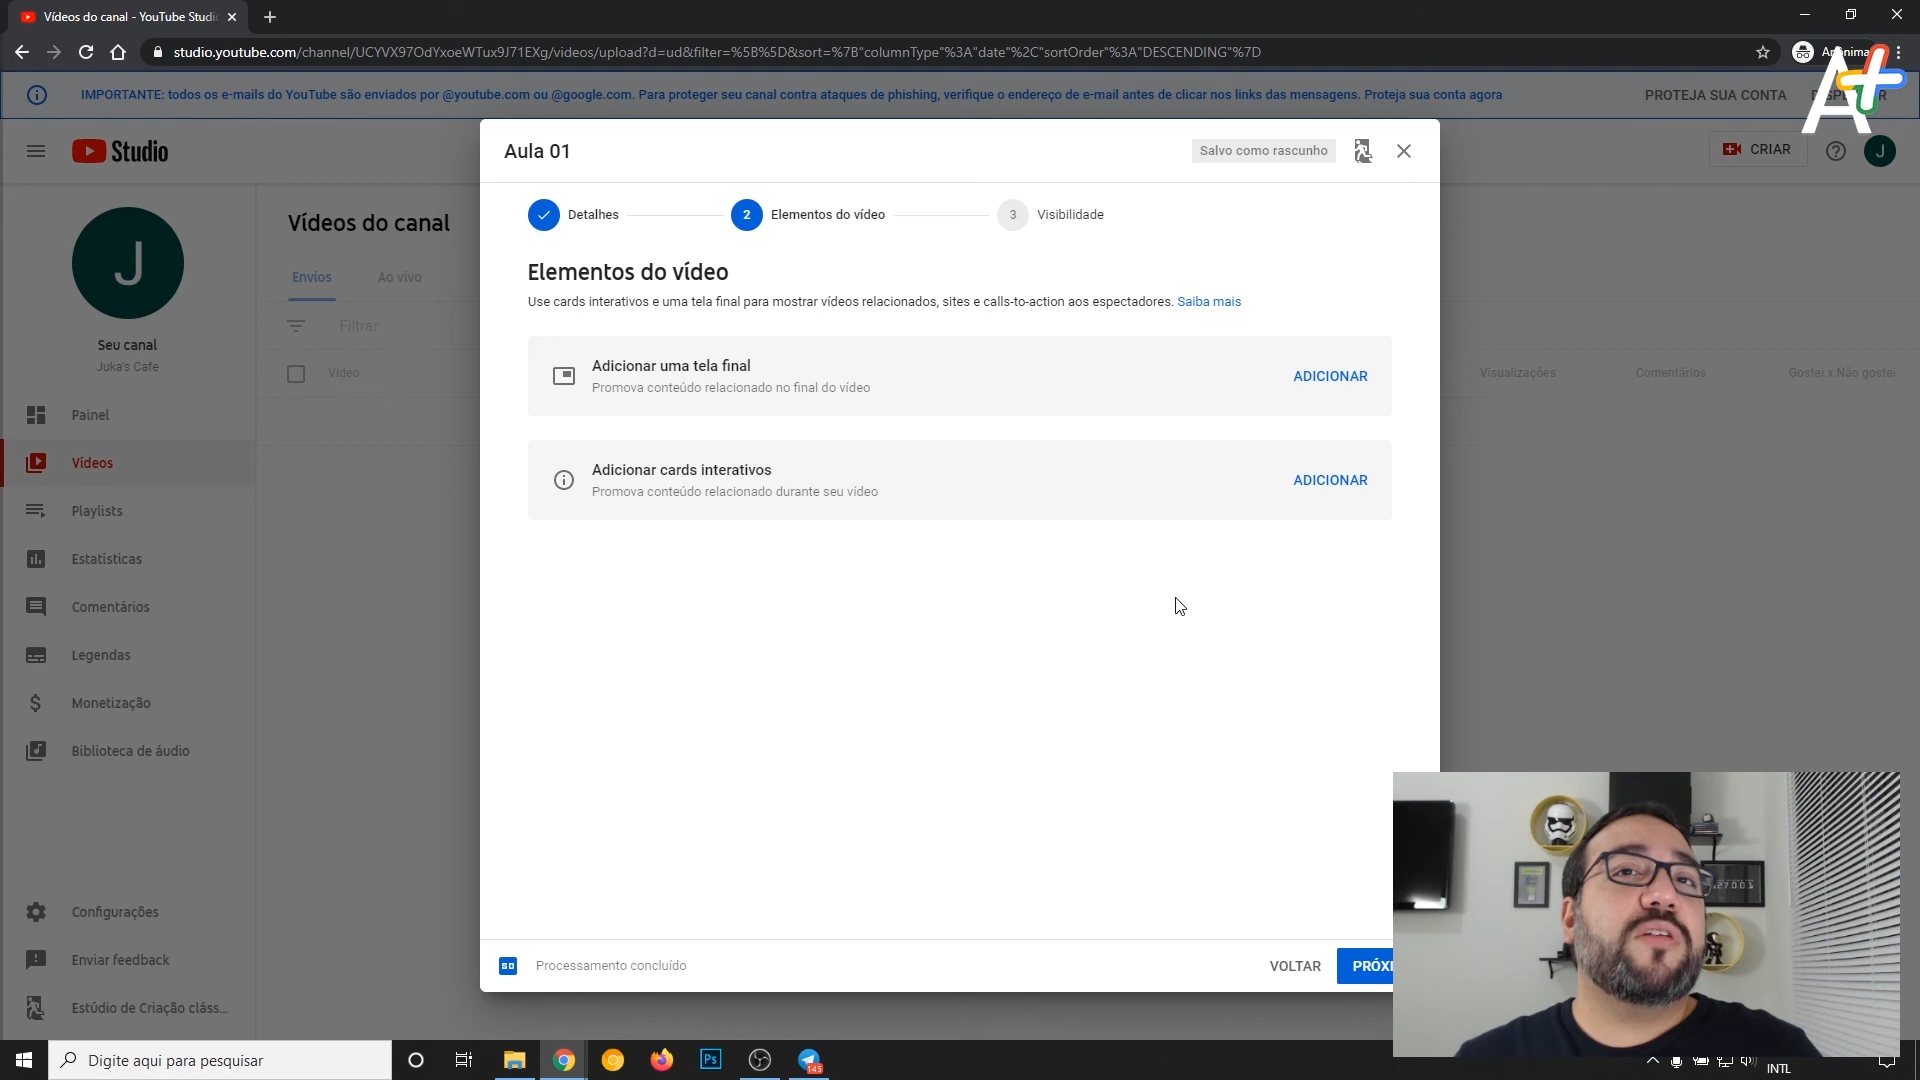 Vídeos do canal - YouTube Studio
studio.youtube.com/channel/UCYVX97OdYxoeWTux9J71EXg/videos/upload?d=ud&filter=%5B%5D&sort=%7B"columnType"%3A"date"%2C"sortOrder"%3A"DESCENDING"%7D
IMPORTANTE: todos os e-mails do YouTube são enviados por @youtube.com ou @google.com. Para proteger seu canal contra ataques de phishing, verifique o endereço de e-mail antes de clicar nos links das mensagens. Proteja sua conta agora
PROTEJA SUA CONTA
A+
Studio
Aula 01
Salvo como rascunho
CRIAR
J
Detalhes
2
Elementos do vídeo
3
Visibilidade
J
Seu canal
Juka's Cafe
Vídeos do canal
Envios
Ao vivo
Filtrar
Vídeo
Visualizações
Comentários
Gostei x Não gostei
Elementos do vídeo
Use cards interativos e uma tela final para mostrar vídeos relacionados, sites e calls-to-action aos espectadores. Saiba mais
Adicionar uma tela final
Promova conteúdo relacionado no final do vídeo
ADICIONAR
Adicionar cards interativos
Promova conteúdo relacionado durante seu vídeo
ADICIONAR
Painel
Vídeos
Playlists
Estatísticas
Comentários
Legendas
Monetização
Biblioteca de áudio
Configurações
Enviar feedback
Estúdio de Criação cláss...
SD
Processamento concluído
VOLTAR
PRÓXI
Digite aqui para pesquisar
Ps
145
INTL